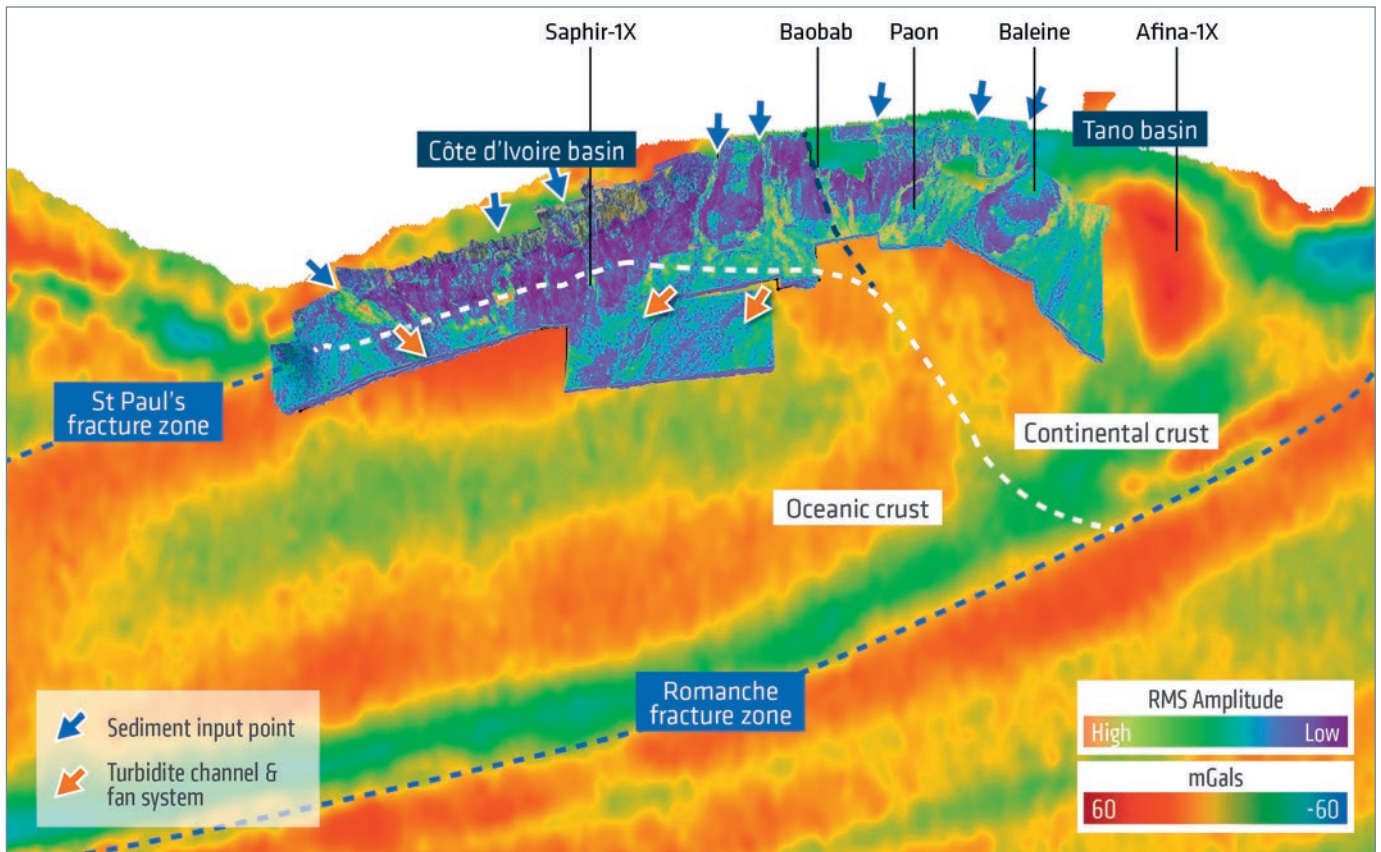 Saphir-1X
Baobab
Paon
Baleine
Afina-1X
Côte d'Ivoire basin
Tano basin
St Paul's
fracture zone
Continental crust
Oceanic crust
Romanche
fracture zone
Sediment input point
Turbidite channel &
fan system
RMS Amplitude
High
Low
mGals
60
-60